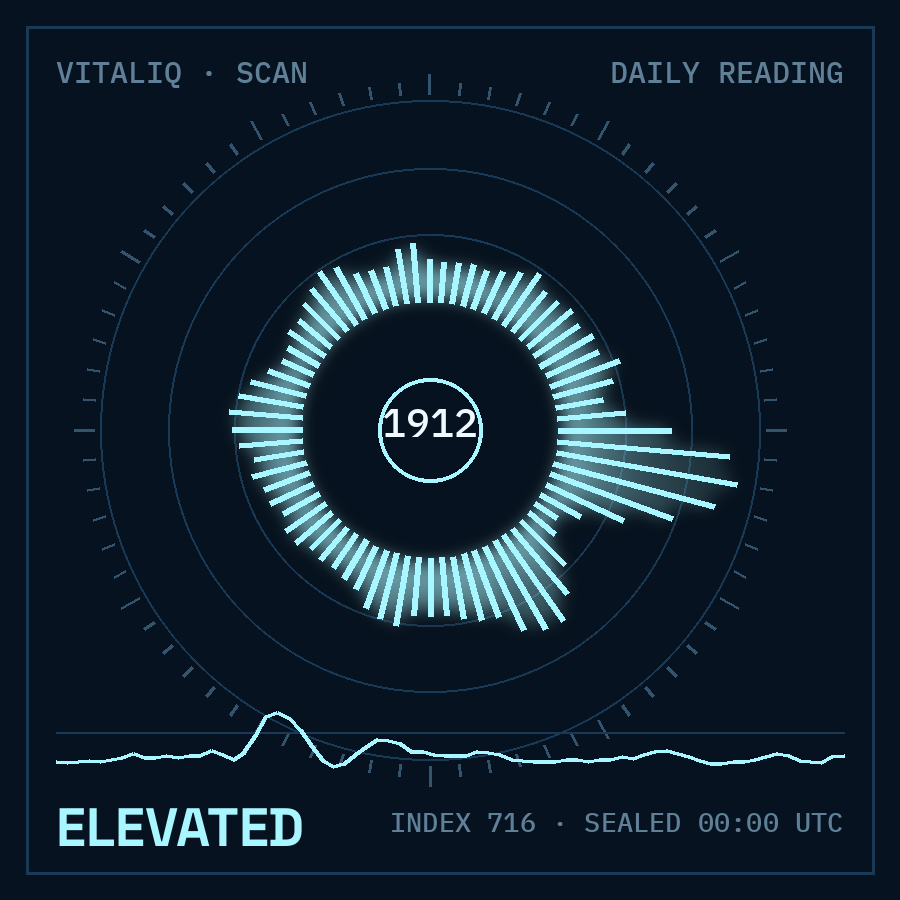 VITALIQ · SCAN
DAILY READING
1912
ELEVATED
INDEX 716 · SEALED 00:00 UTC